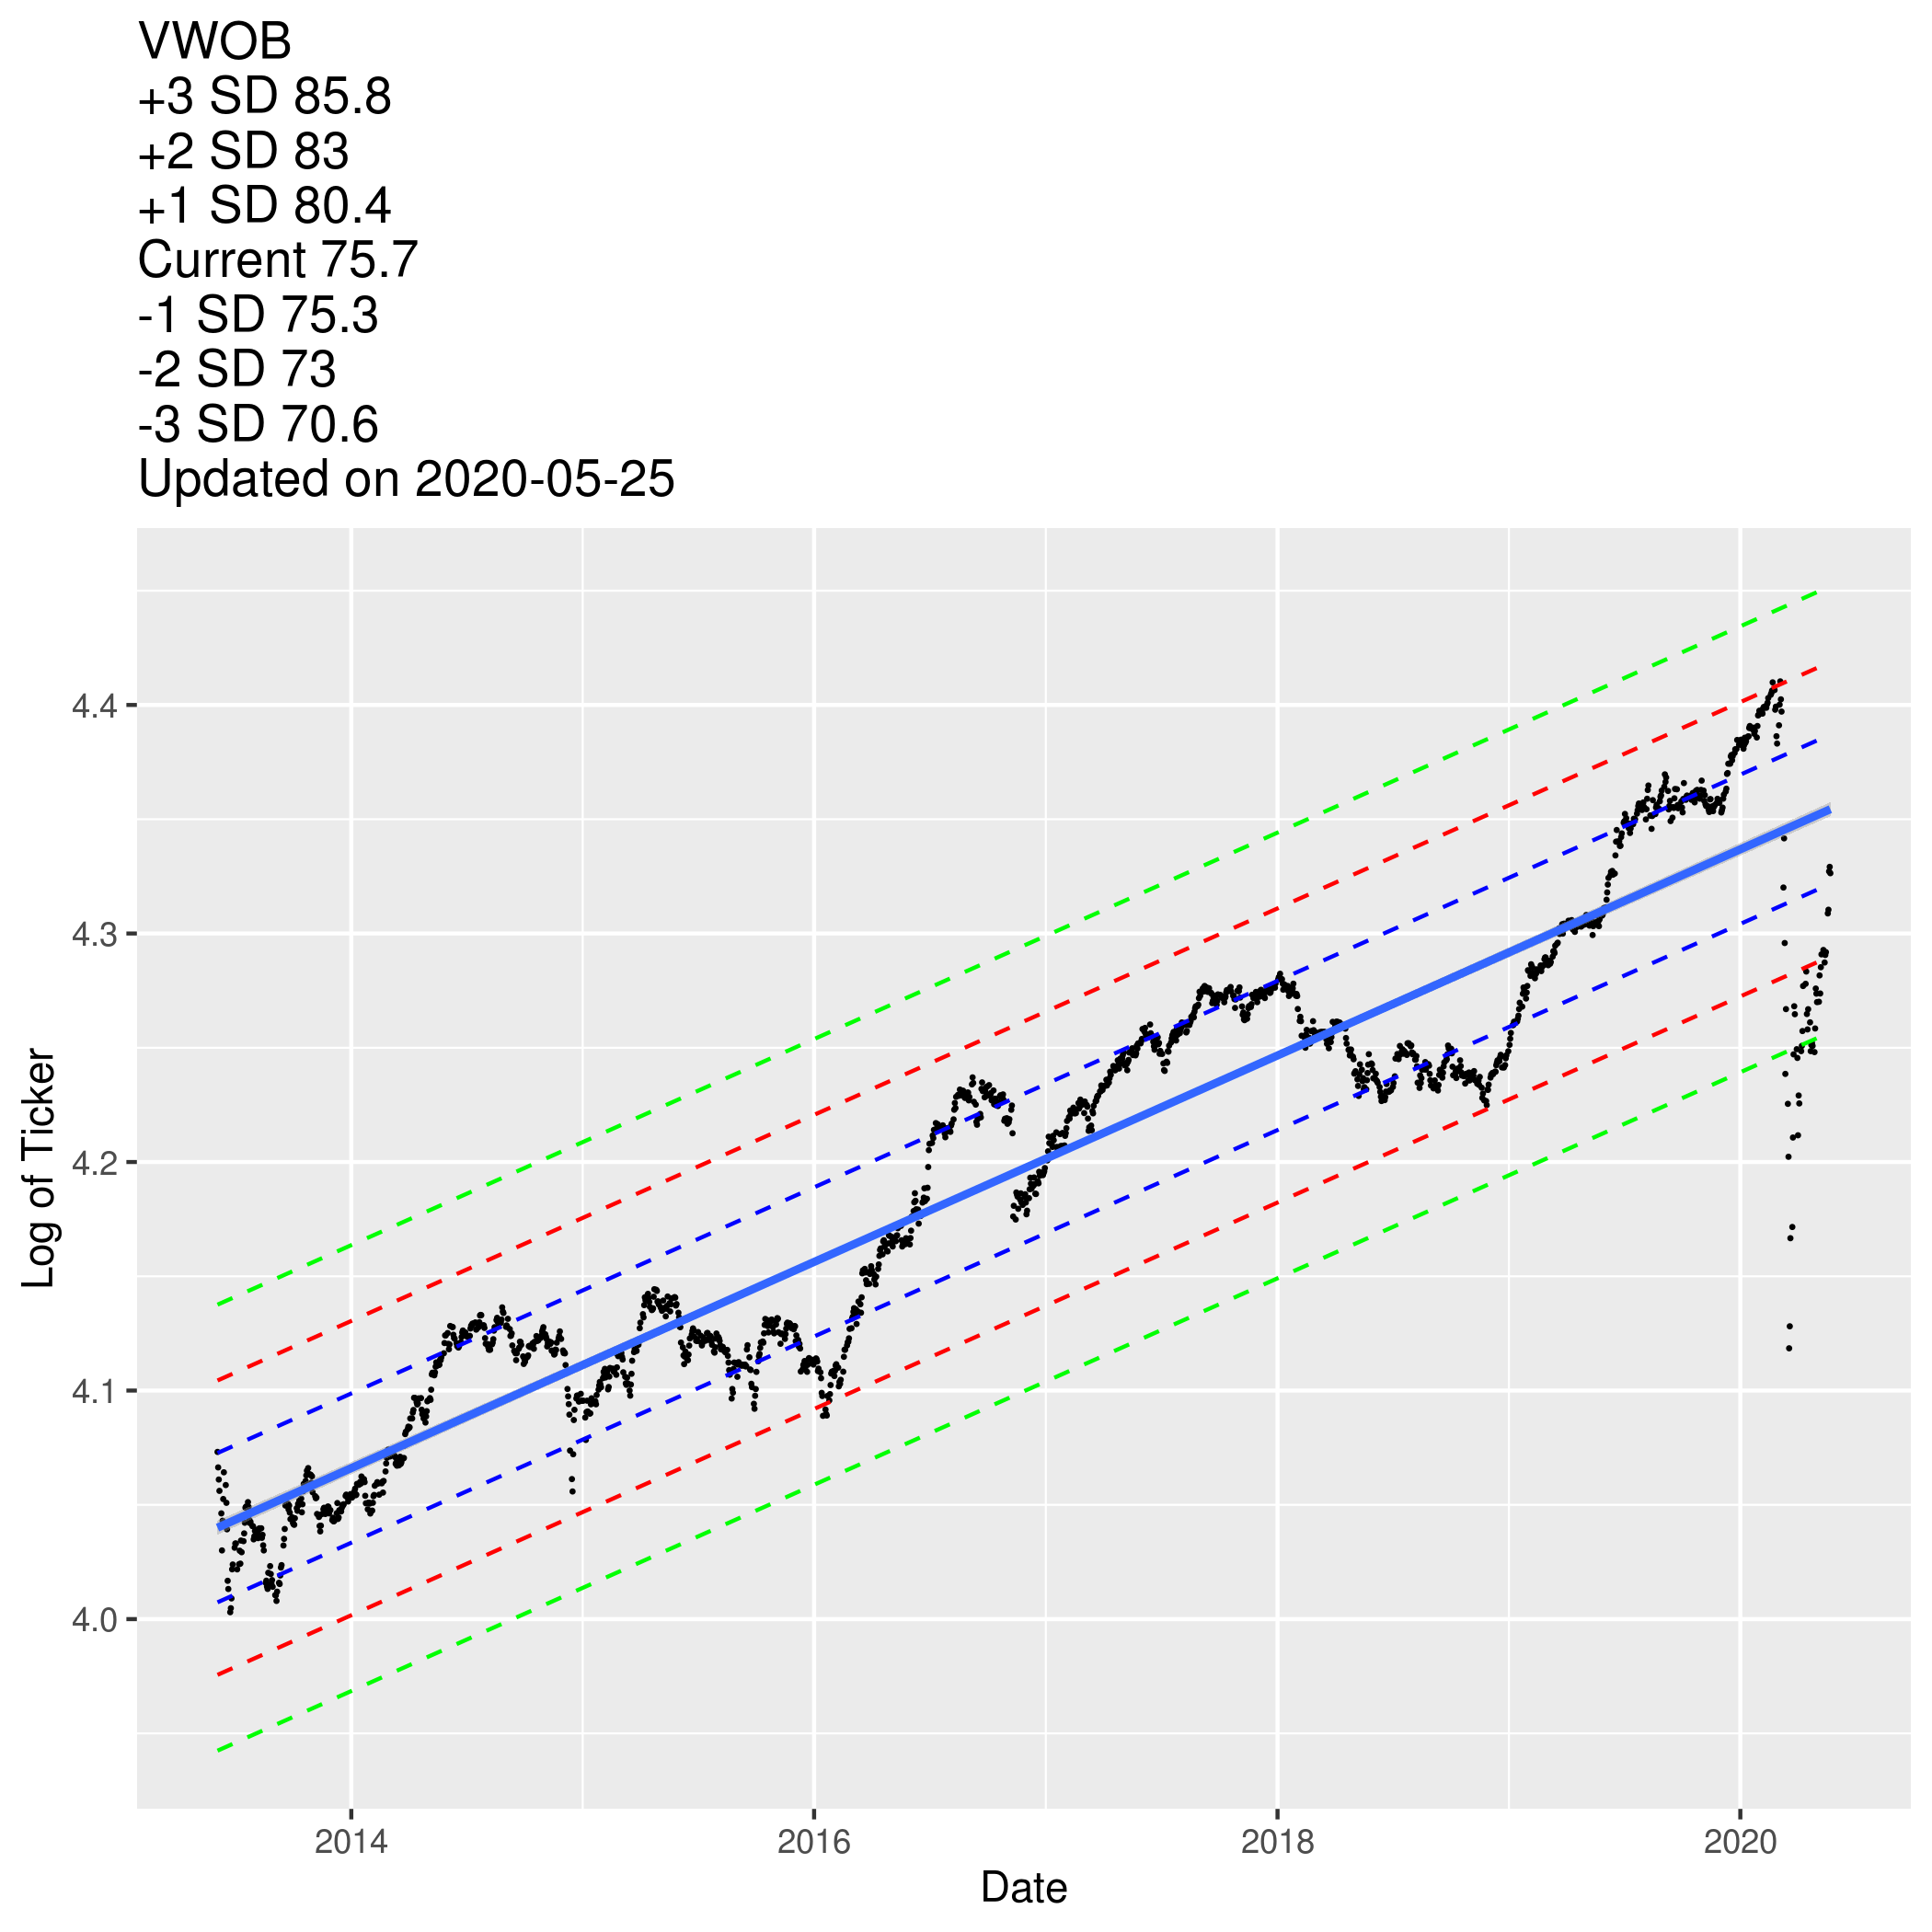 VWOB
+3 SD 85.8
+2 SD 83
+1 SD 80.4
Current 75.7
-1 SD 75.3
-2 SD 73
-3 SD 70.6
Updated on 2020-05-25
4.4
4.3
4.2
4.1
4.0
Log of Ticker
2014 2016 2018 2020
Date